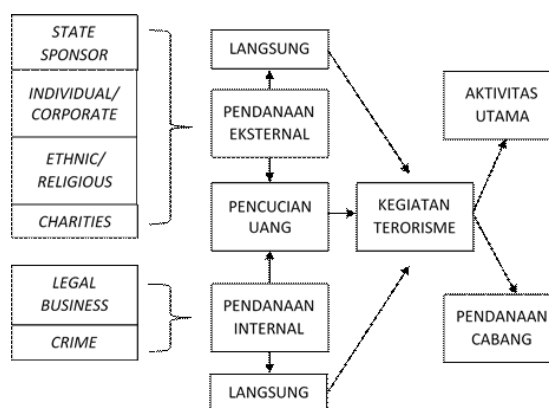 STATE
SPONSOR
INDIVIDUAL/
CORPORATE
ETHNIC/
RELIGIOUS
CHARITIES
LEGAL
BUSINESS
CRIME
LANGSUNG
PENDANAAN
EKSTERNAL
PENCUCIAN
UANG
PENDANAAN
INTERNAL
LANGSUNG
KEGIATAN
TERORISME
AKTIVITAS
UTAMA
PENDANAAN
CABANG